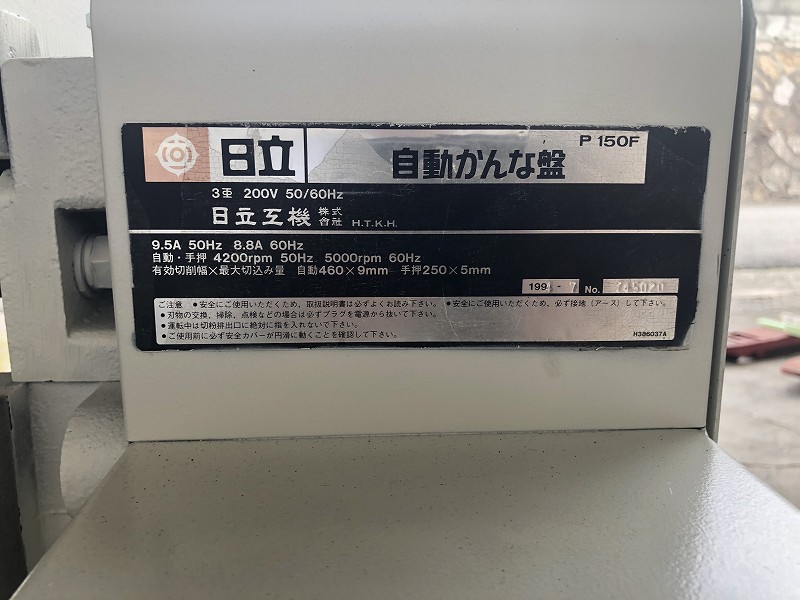 日立 自動かんな盤 P 150F
3重 200V 50/60Hz
日立工機 株式會社 H.T.K.H.
9.5A 50Hz 8.8A 60Hz
自動・手押 4200rpm 50Hz 5000rpm 60Hz
有効切削幅×最大切込み量 自動460×9mm 手押250×5mm
199 - 7 No. 745020
ご注意 ●安全にご使用いただくため、取扱説明書は必ずよくお読み下さい。 ●安全にご使用いただくため、必ず接地(アース)して下さい。
●刃物の交換、掃除、点検などの場合は必ずプラグを電源から抜いて下さい。
●運転中は切粉排出口に絶対に指を入れないで下さい。
●ご使用前に必ず安全カバーが円滑に動くことを確認して下さい。
H386037A